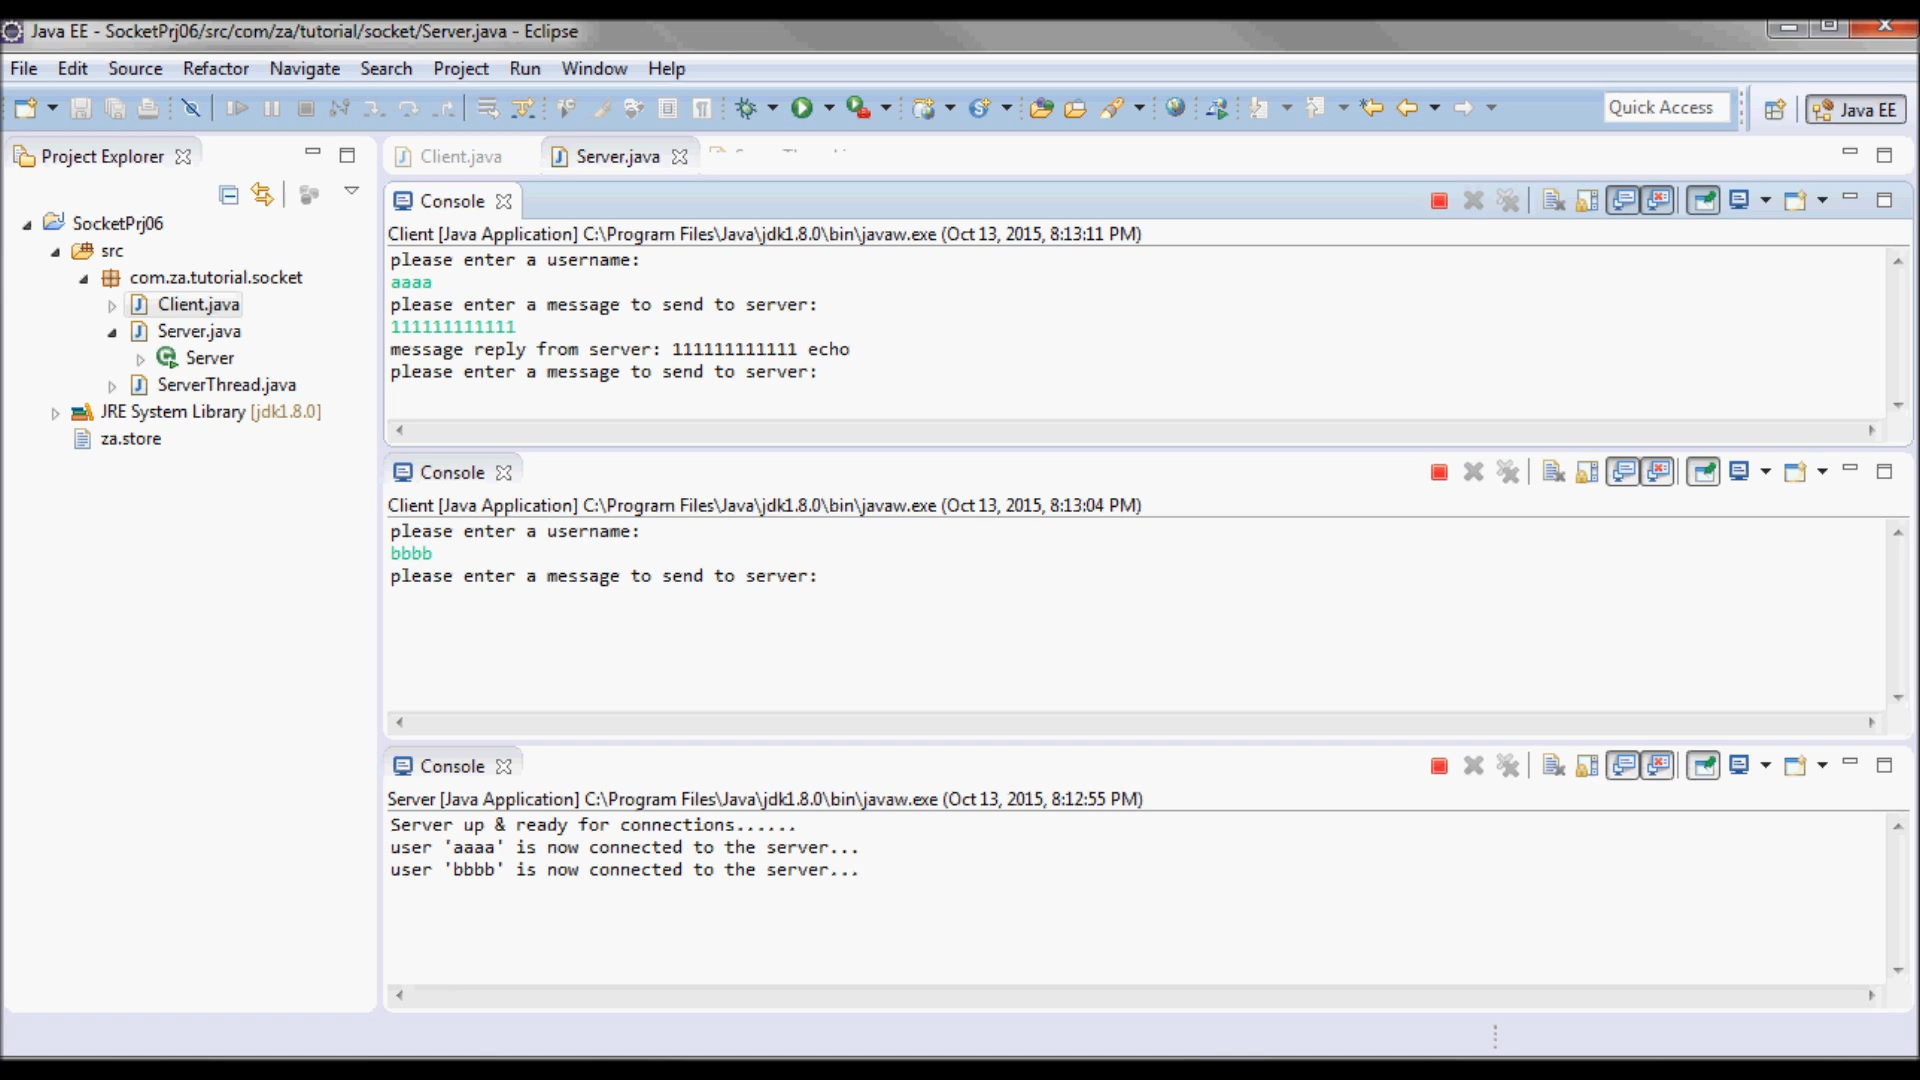 Java EE - SocketPrj06/src/com/za/tutorial/socket/Server.java - Eclipse
File Edit Source Refactor Navigate Search Project Run Window Help
Quick Access
Java EE
Project Explorer
SocketPrj06
src
com.za.tutorial.socket
Client.java
Server.java
Server
ServerThread.java
JRE System Library [jdk1.8.0]
za.store
Client.java
Server.java
Console
Client [Java Application] C:\Program Files\Java\jdk1.8.0\bin\javaw.exe (Oct 13, 2015, 8:13:11 PM)
please enter a username:
aaaa
please enter a message to send to server:
111111111111
message reply from server: 111111111111 echo
please enter a message to send to server:
Console
Client [Java Application] C:\Program Files\Java\jdk1.8.0\bin\javaw.exe (Oct 13, 2015, 8:13:04 PM)
please enter a username:
bbbb
please enter a message to send to server:
Console
Server [Java Application] C:\Program Files\Java\jdk1.8.0\bin\javaw.exe (Oct 13, 2015, 8:12:55 PM)
Server up & ready for connections......
user 'aaaa' is now connected to the server...
user 'bbbb' is now connected to the server...